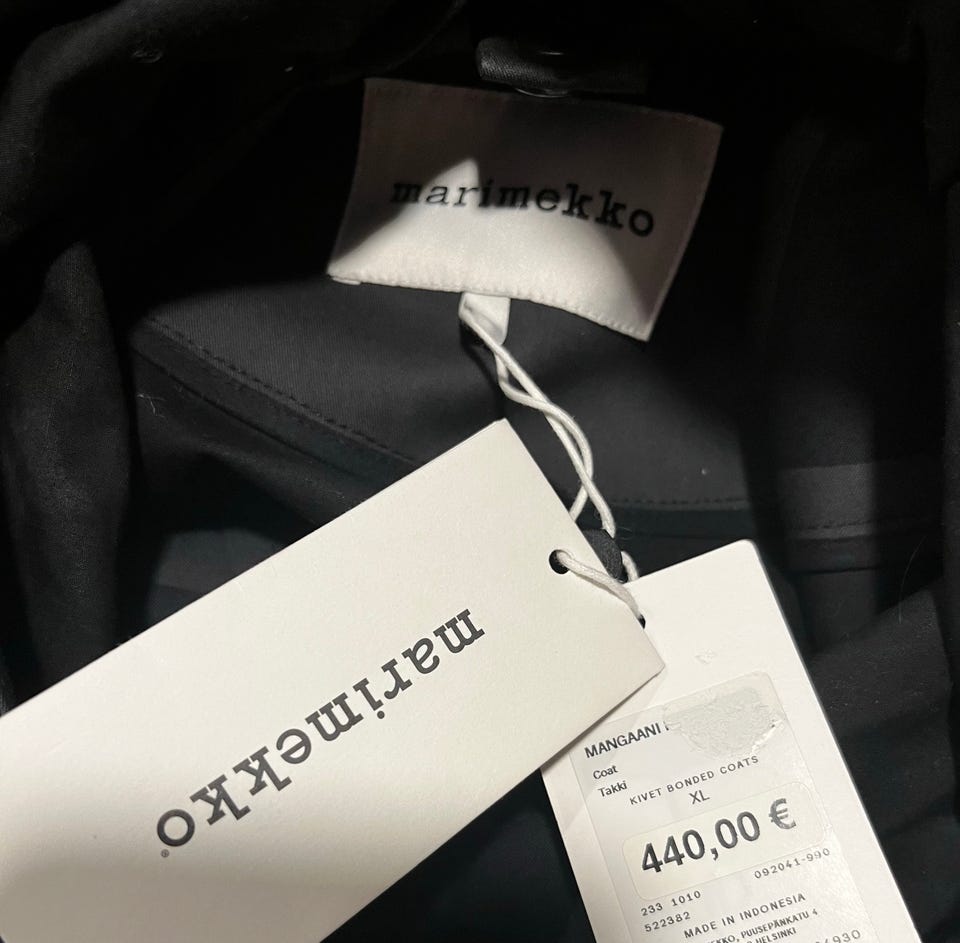 marimekko
marimekko®
MANGAANI
Coat
Takki
KIVET BONDED COATS
XL
440,00 €
233 1010 092041-990
522382
MADE IN INDONESIA
PUUSEPÄNKATU 4
HELSINKI